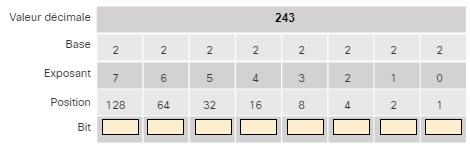 Valeur décimale 243
Base 2 2 2 2 2 2 2 2
Exposant 7 6 5 4 3 2 1 0
Position 128 64 32 16 8 4 2 1
Bit